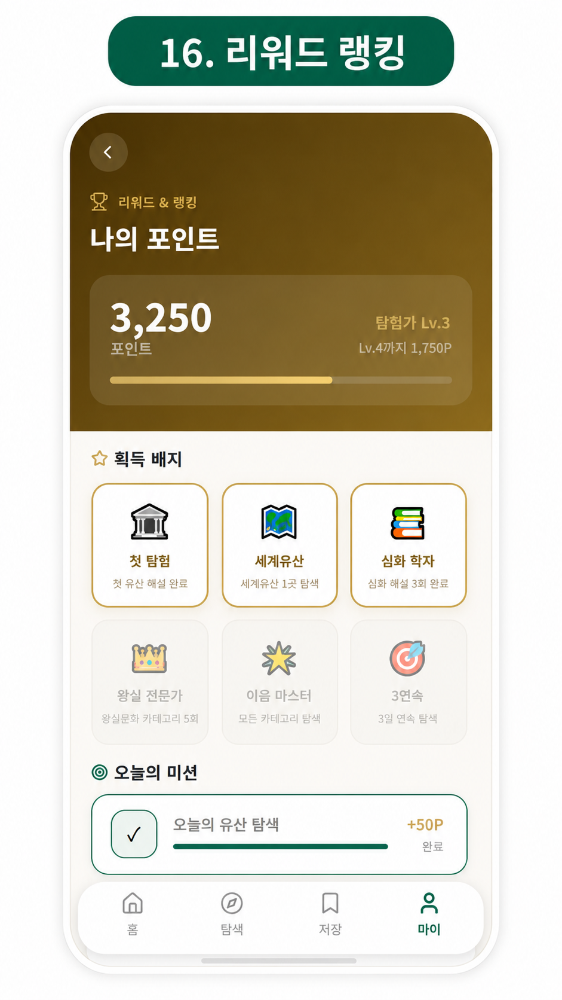 16. 리워드 랭킹
리워드 & 랭킹
나의 포인트
3,250
포인트
탐험가 Lv.3
Lv.4까지 1,750P
획득 배지
첫 탐험
첫 유산 해설 완료
세계유산
세계유산 1곳 탐색
심화 학자
심화 해설 3회 완료
왕실 전문가
왕실문화 카테고리 5회
이음 마스터
모든 카테고리 탐색
3연속
3일 연속 탐색
오늘의 미션
오늘의 유산 탐색
+50P
완료
홈
탐색
저장
마이